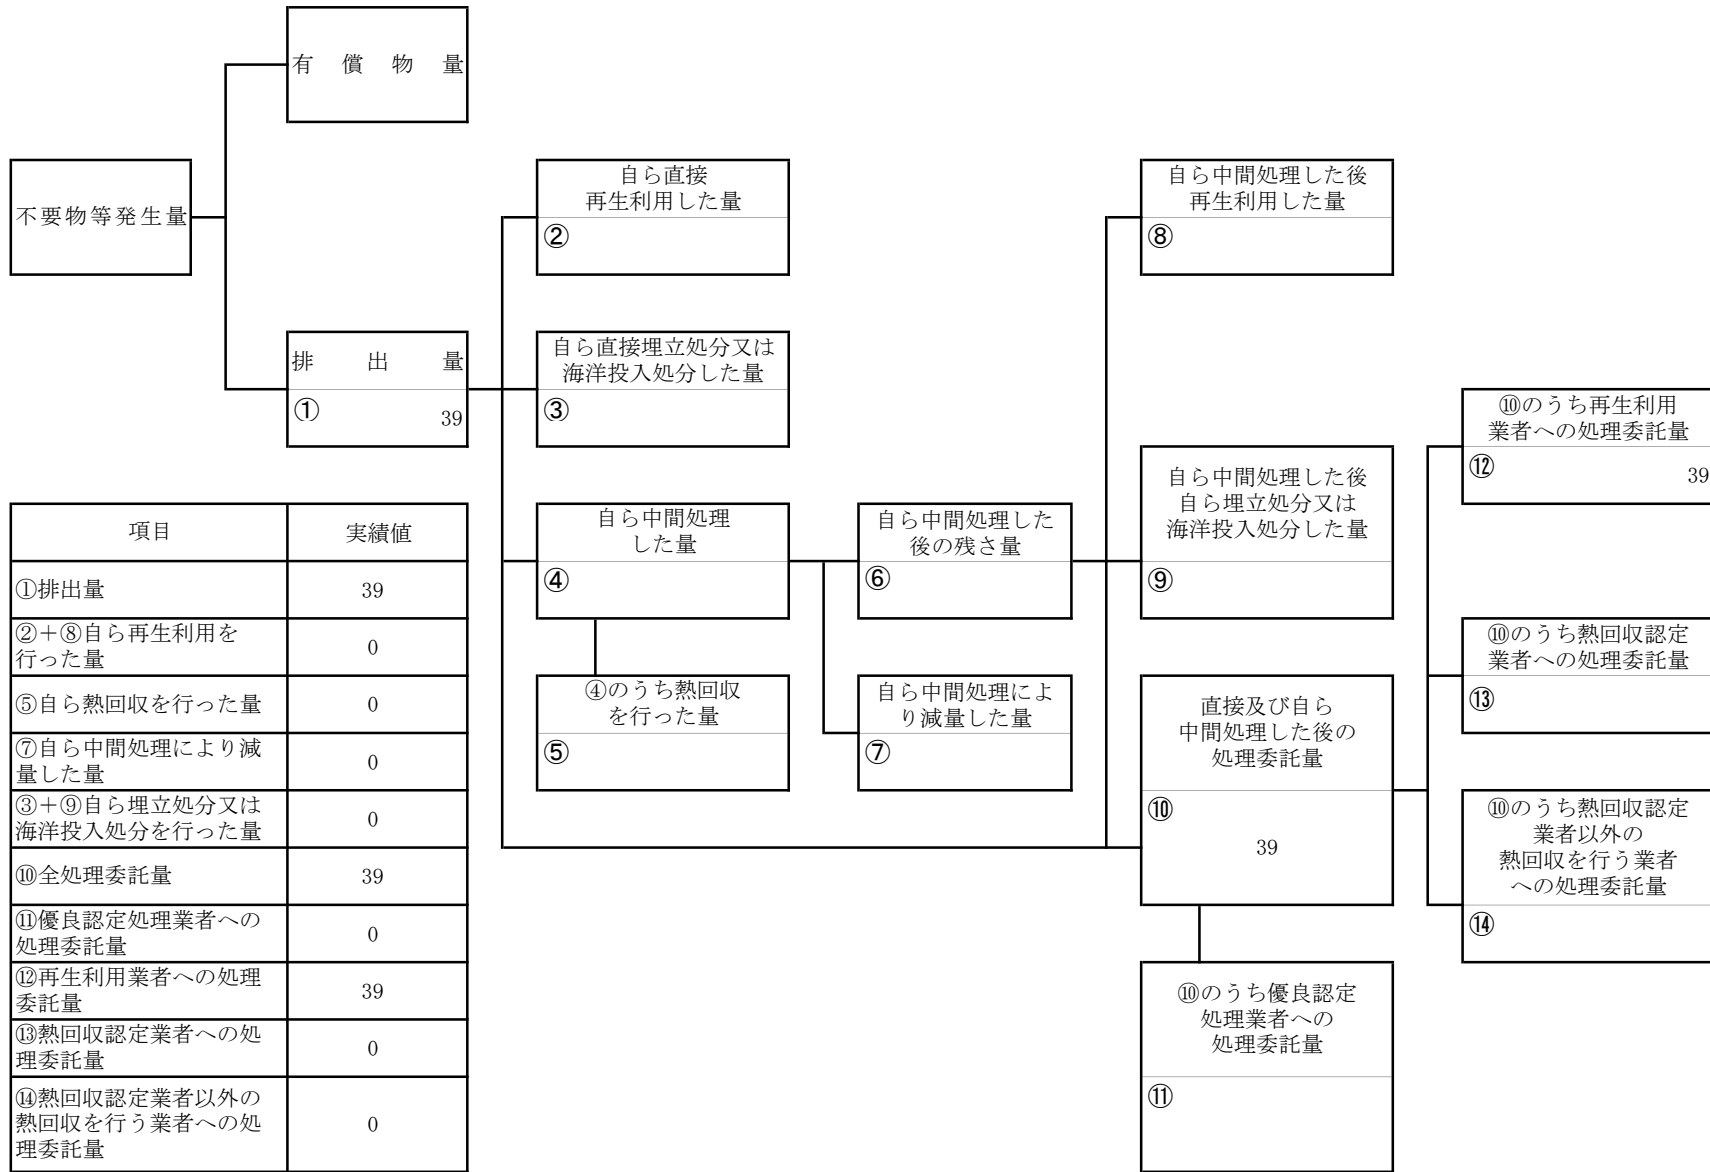 有償物量
不要物等発生量
排出量
①
39
自ら直接
再生利用した量
②
自ら直接埋立処分又は
海洋投入処分した量
③
自ら中間処理
した量
④
④のうち熱回収
を行った量
⑤
自ら中間処理した
後の残さ量
⑥
自ら中間処理によ
り減量した量
⑦
自ら中間処理した後
再生利用した量
⑧
自ら中間処理した後
自ら埋立処分又は
海洋投入処分した量
⑨
直接及び自ら
中間処理した後の
処理委託量
⑩
39
⑩のうち優良認定
処理業者への
処理委託量
⑪
⑩のうち再生利用
業者への処理委託量
⑫
39
⑩のうち熱回収認定
業者への処理委託量
⑬
⑩のうち熱回収認定
業者以外の
熱回収を行う業者
への処理委託量
⑭
項目 実績値
①排出量 39
②+⑧自ら再生利用を
行った量 0
⑤自ら熱回収を行った量 0
⑦自ら中間処理により減
量した量 0
③+⑨自ら埋立処分又は
海洋投入処分を行った量 0
⑩全処理委託量 39
⑪優良認定処理業者への
処理委託量 0
⑫再生利用業者への処理
委託量 39
⑬熱回収認定業者への処
理委託量 0
⑭熱回収認定業者以外の
熱回収を行う業者への処
理委託量 0